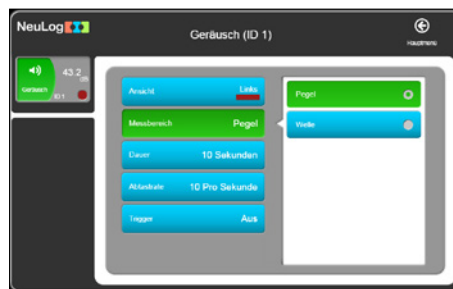 NeuLog
Geräusch (ID 1)
Hauptmenü
43.2
dB
Geräusch
ID 1
Ansicht Links
Messbereich Pegel
Dauer 10 Sekunden
Abtastrate 10 Pro Sekunde
Trigger Aus
Pegel
Welle